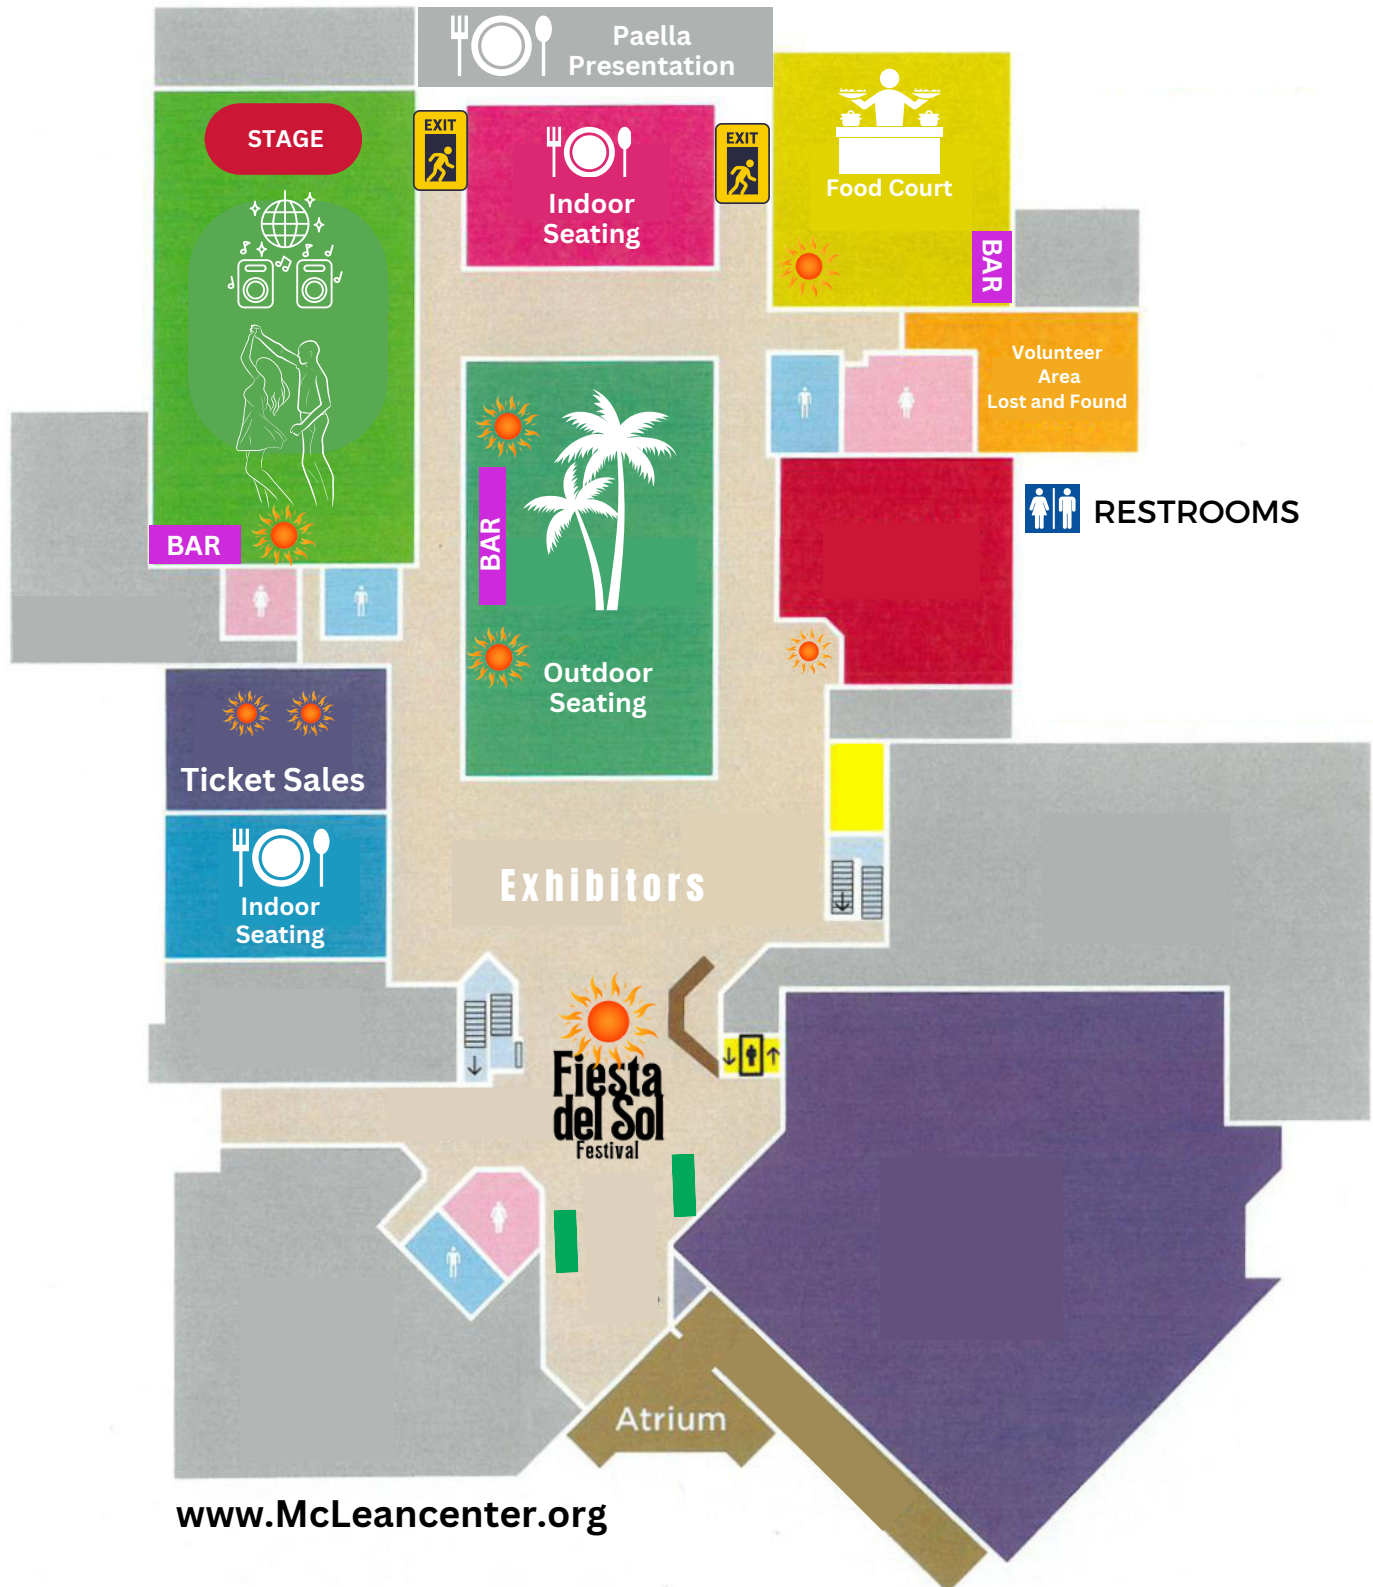 Paella
Presentation
STAGE
EXIT
EXIT
Indoor
Seating
Food Court
BAR
Volunteer
Area
Lost and Found
RESTROOMS
BAR
BAR
Outdoor
Seating
Ticket Sales
Indoor
Seating
Exhibitors
Fiesta
del Sol
Festival
Atrium
www.McLeancenter.org